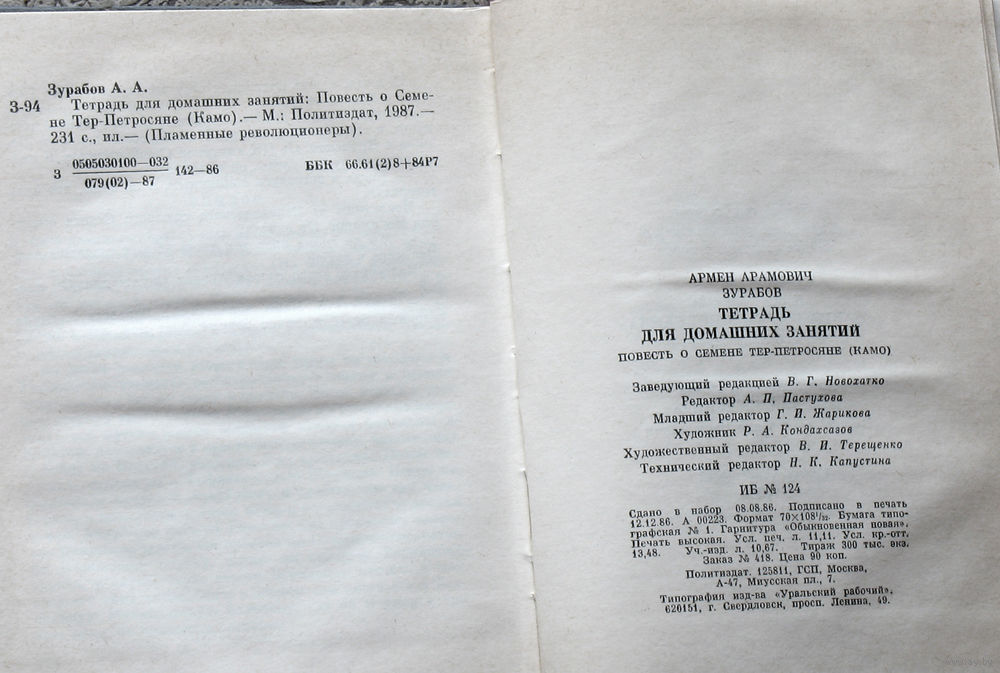 Зурабов А. А.
З-94 Тетрадь для домашних занятий: Повесть о Семе-
не Тер-Петросяне (Камо).— М.: Политиздат, 1987.—
231 с., ил.— (Пламенные революционеры).
З 0505030100—032 142—86 ББК 66.61(2)8+84Р7
079(02)—87
АРМЕН АРАМОВИЧ
ЗУРАБОВ
ТЕТРАДЬ
ДЛЯ ДОМАШНИХ ЗАНЯТИЙ
ПОВЕСТЬ О СЕМЕНЕ ТЕР-ПЕТРОСЯНЕ (КАМО)
Заведующий редакцией В. Г. Новохатко
Редактор А. П. Пастухова
Младший редактор Г. И. Жарикова
Художник Р. А. Кондахсазов
Художественный редактор В. И. Терещенко
Технический редактор Н. К. Капустина
ИБ № 124
Сдано в набор 08.08.86. Подписано в печать
12.12.86. А 00223. Формат 70×108¹/₃₂. Бумага типо-
графская № 1. Гарнитура «Обыкновенная новая».
Печать высокая. Усл. печ. л. 11,11. Усл. кр.-отт.
13,48. Уч.-изд. л. 10,67. Тираж 300 тыс. экз.
Заказ № 418. Цена 90 коп.
Политиздат. 125811, ГСП, Москва,
А-47, Миусская пл., 7.
Типография изд-ва «Уральский рабочий»,
620151, г. Свердловск, просп. Ленина, 49.